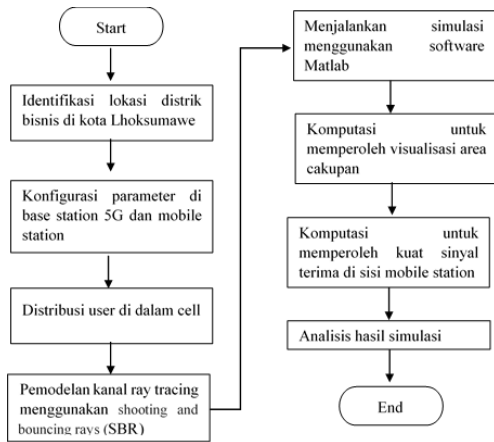 Start
Identifikasi lokasi distrik
bisnis di kota Lhoksumawe
Konfigurasi parameter di
base station 5G dan mobile
station
Distribusi user di dalam cell
Pemodelan kanal ray tracing
menggunakan shooting and
bouncing rays (SBR)
Menjalankan simulasi
menggunakan software
Matlab
Komputasi untuk
memperoleh visualisasi area
cakupan
Komputasi untuk
memperoleh kuat sinyal
terima di sisi mobile station
Analisis hasil simulasi
End